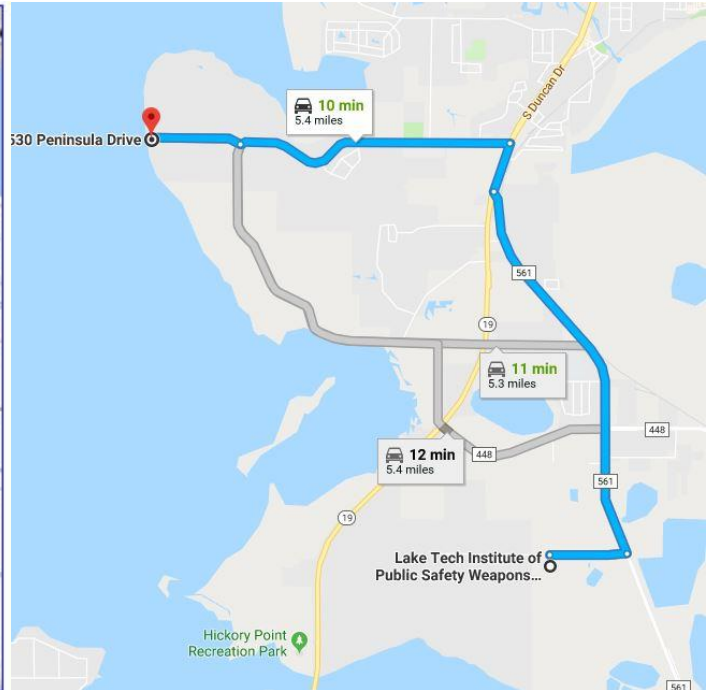 S Duncan Dr
10 min
5.4 miles
530 Peninsula Drive
561
19
11 min
5.3 miles
448
12 min
5.4 miles
448
561
19
Lake Tech Institute of
Public Safety Weapons...
Hickory Point
Recreation Park
561